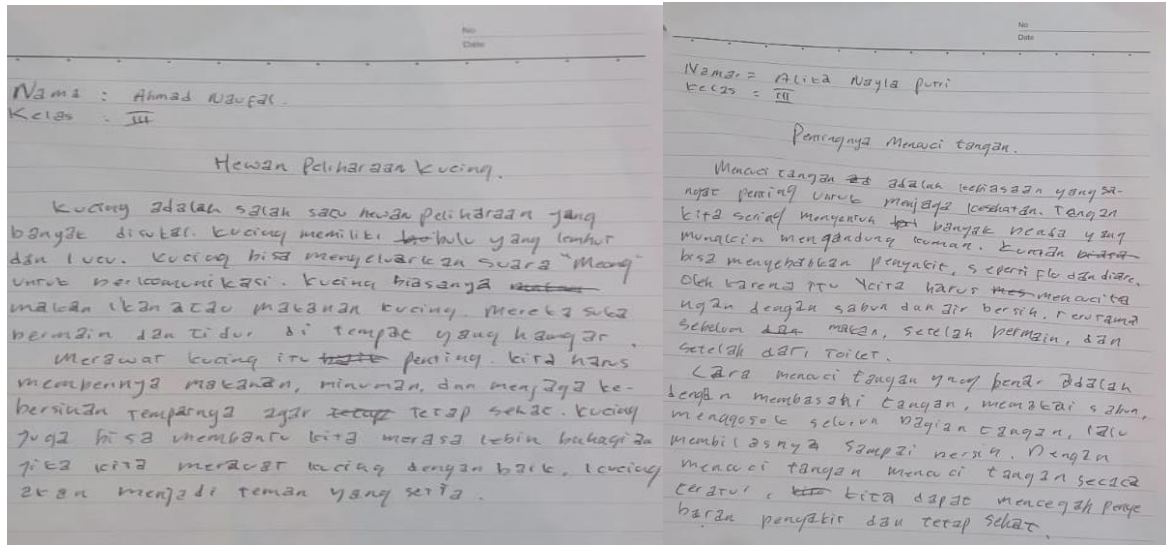 No
Date
Nama : Ahmad Naufal.
Kelas : III
Hewan Peliharaan Kucing.
Kucing adalah salah satu hewan peliharaan yang
banyak disukai. Kucing memiliki bulu yang lembut
dan lucu. Kucing bisa mengeluarkan suara "Meong"
untuk berkomunikasi. Kucing biasanya
makan ikan atau makanan kucing. Mereka suka
bermain dan tidur di tempat yang hangat.
Merawat kucing itu penting. Kita harus
memberinya makanan, minuman, dan menjaga ke-
bersihan tempatnya agar tetap sehat. Kucing
juga bisa membantu kita merasa lebih bahagia
jika kita merawat kucing dengan baik, kucing
akan menjadi teman yang setia.
No
Date
Nama = Alika Nayla Putri
Kelas = III
Pentingnya Mencuci tangan.
Mencuci tangan adalah kebiasaan yang sa-
ngat penting untuk menjaga kesehatan. Tangan
kita sering menyentuh banyak benda yang
mungkin mengandung kuman. Kuman
bisa menyebabkan penyakit, seperti flu dan diare.
Oleh karena itu kita harus mencuci ta
ngan dengan sabun dan air bersih, terutama
sebelum makan, setelah bermain, dan
setelah dari toilet.
Cara mencuci tangan yang benar adalah
dengan membasahi tangan, memakai sabun,
menggosok seluruh bagian tangan, lalu
membilasnya sampai bersih. Dengan
mencuci tangan mencuci tangan secara
teratur, kita dapat mencegah penye
baran penyakit dan tetap sehat.